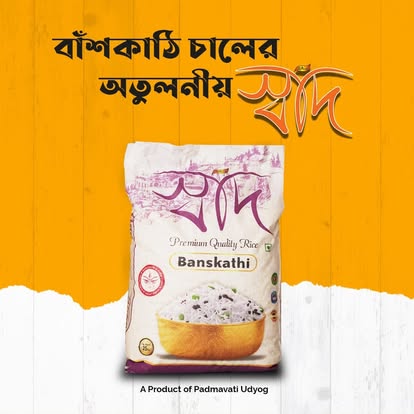 বাঁশকাঠি চালের
অতুলনীয় স্বাদ
স্বাদ
Premium Quality Rice
Banskathi
A Product of Padmavati Udyog